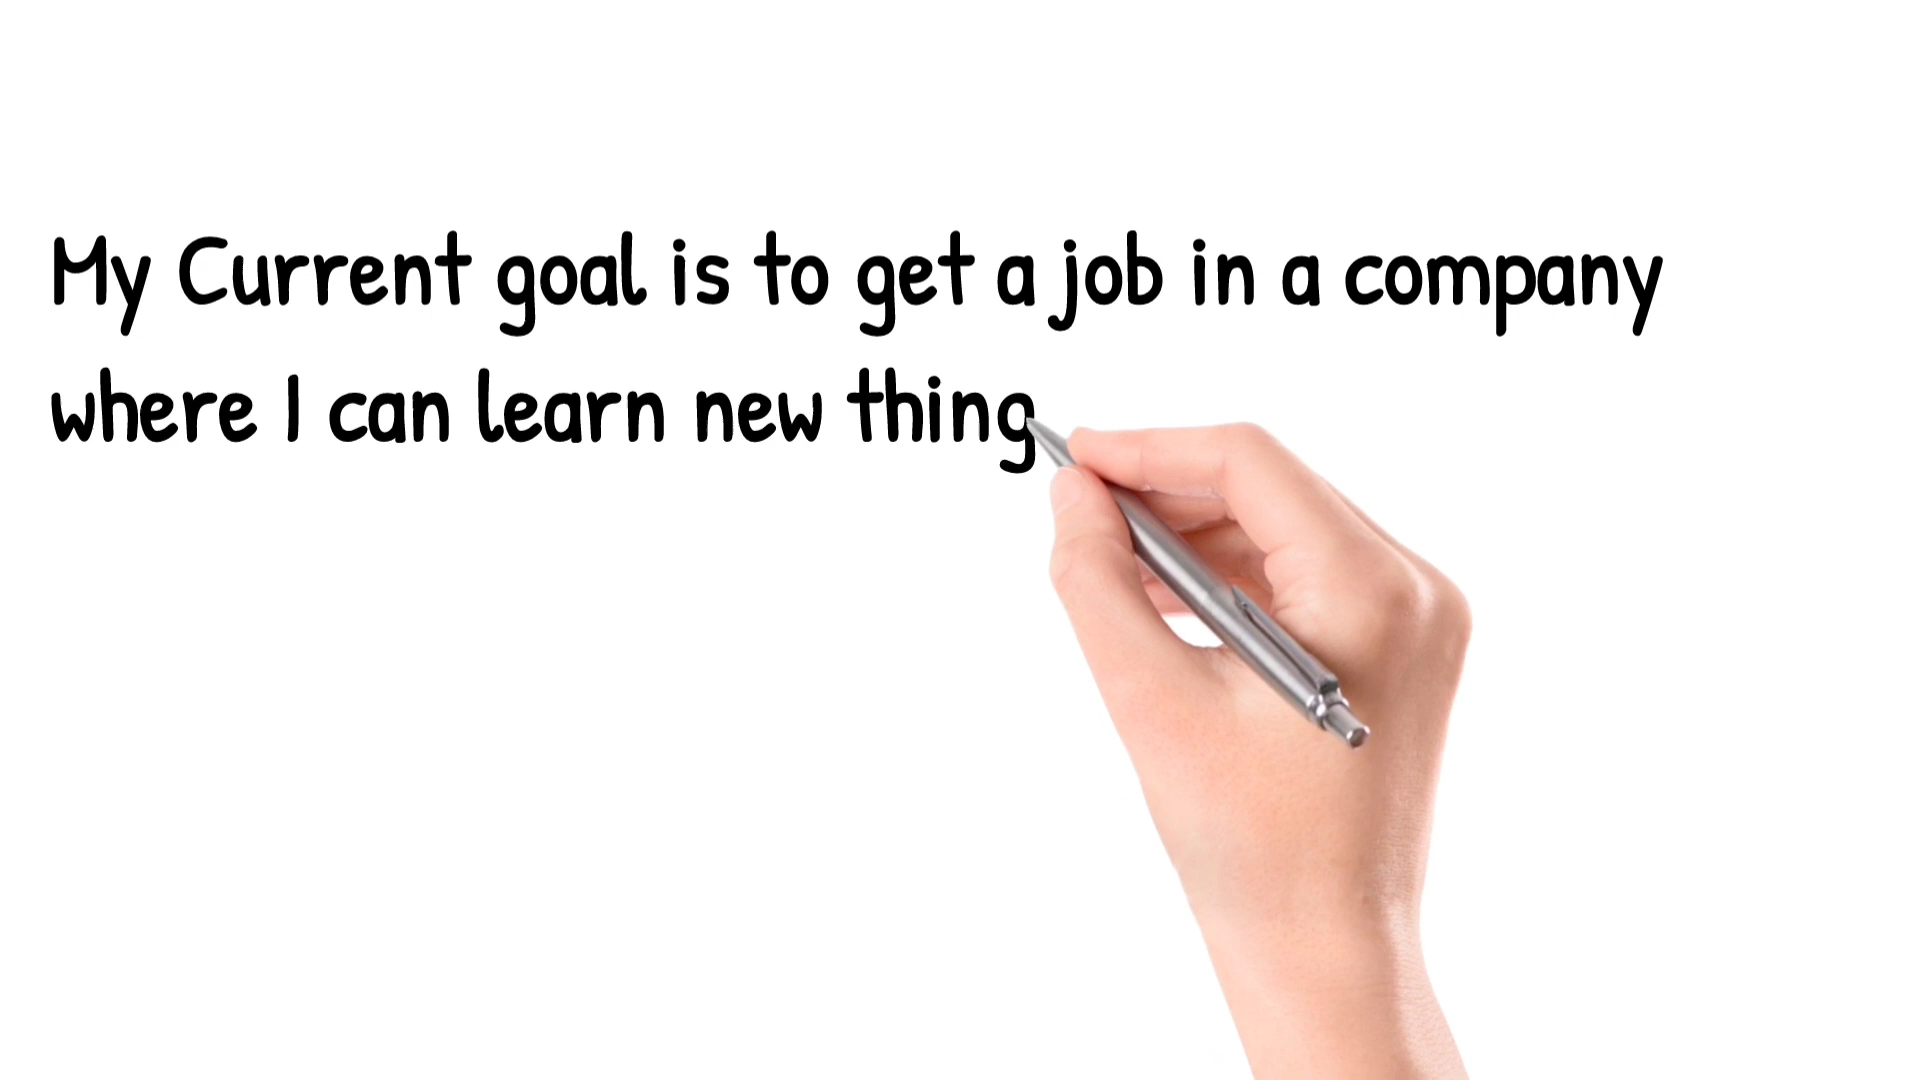 My Current goal is to get a job in a company
where I can learn new thing